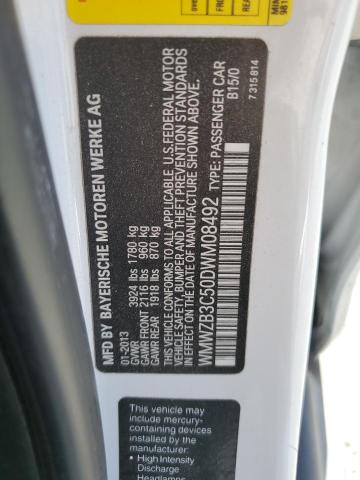 MFD BY BAYERISCHE MOTOREN WERKE AG
01-2013
GVWR 3924 lbs 1780 kg
GAWR FRONT 2116 lbs 960 kg
GAWR REAR 1918 lbs 870 kg
THIS VEHICLE CONFORMS TO ALL APPLICABLE U.S. FEDERAL MOTOR
VEHICLE SAFETY, BUMPER AND THEFT PREVENTION STANDARDS
IN EFFECT ON THE DATE OF MANUFACTURE SHOWN ABOVE.
WMWZB3C50DWM08492 TYPE: PASSENGER CAR
B15/0
7 315 814
This vehicle may
include mercury-
containing devices
installed by the
manufacturer:
• High Intensity
Discharge
Headlamps